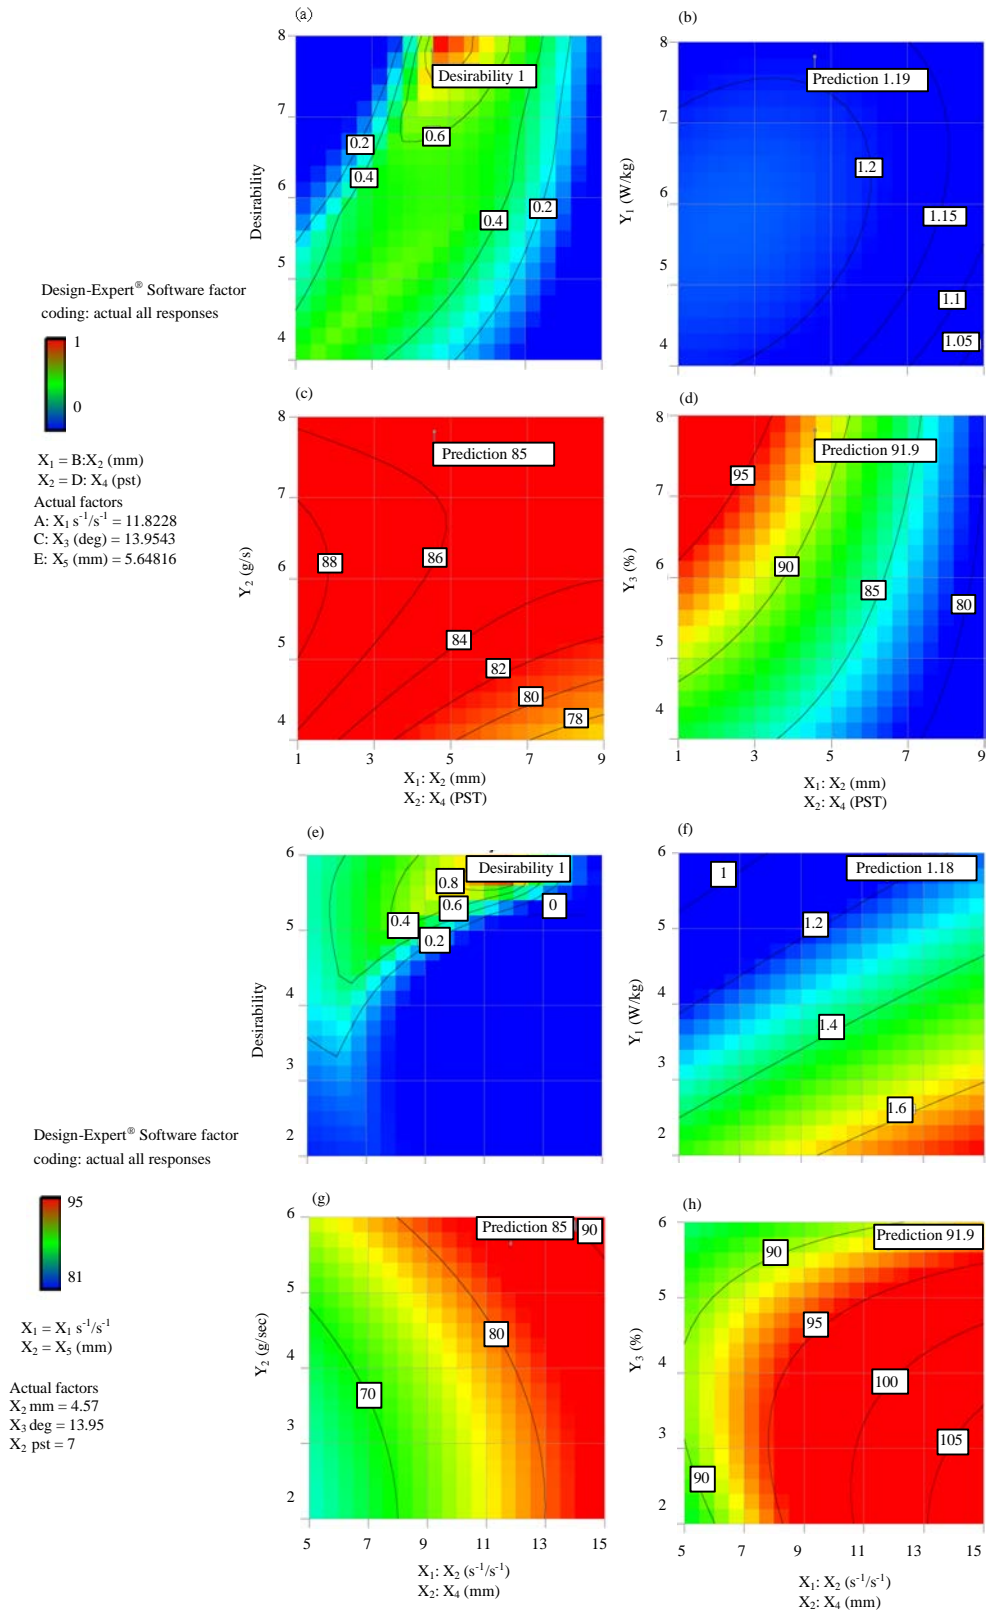 (a)
8
7
6
5
4
Desirability
Desirability 1
0.2
0.4
0.6
0.4
0.2
(b)
8
7
6
5
4
Y₁ (W/kg)
Prediction 1.19
1.2
1.15
1.1
1.05
Design-Expert® Software factor
coding: actual all responses
1
0
X₁ = B:X₂ (mm)
X₂ = D: X₄ (pst)
Actual factors
A: X₁ s⁻¹/s⁻¹ = 11.8228
C: X₃ (deg) = 13.9543
E: X₅ (mm) = 5.64816
(c)
8
7
6
5
4
Y₂ (g/s)
Prediction 85
88
86
84
82
80
78
1 3 5 7 9
X₁: X₂ (mm)
X₂: X₄ (PST)
(d)
8
7
6
5
4
Y₃ (%)
Prediction 91.9
95
90
85
80
1 3 5 7 9
X₁: X₂ (mm)
X₂: X₄ (PST)
(e)
6
5
4
3
2
Desirability
Desirability 1
0.8
0.6
0
0.4
0.2
(f)
6
5
4
3
2
Y₁ (W/kg)
Prediction 1.18
1
1.2
1.4
1.6
Design-Expert® Software factor
coding: actual all responses
95
81
X₁ = X₁ s⁻¹/s⁻¹
X₂ = X₅ (mm)
Actual factors
X₂ mm = 4.57
X₃ deg = 13.95
X₂ pst = 7
(g)
6
5
4
3
2
Y₂ (g/sec)
Prediction 85
90
80
70
5 7 9 11 13 15
X₁: X₂ (s⁻¹/s⁻¹)
X₂: X₄ (mm)
(h)
6
5
4
3
2
Y₃ (%)
Prediction 91.9
90
95
100
105
90
5 7 9 11 13 15
X₁: X₂ (s⁻¹/s⁻¹)
X₂: X₄ (mm)